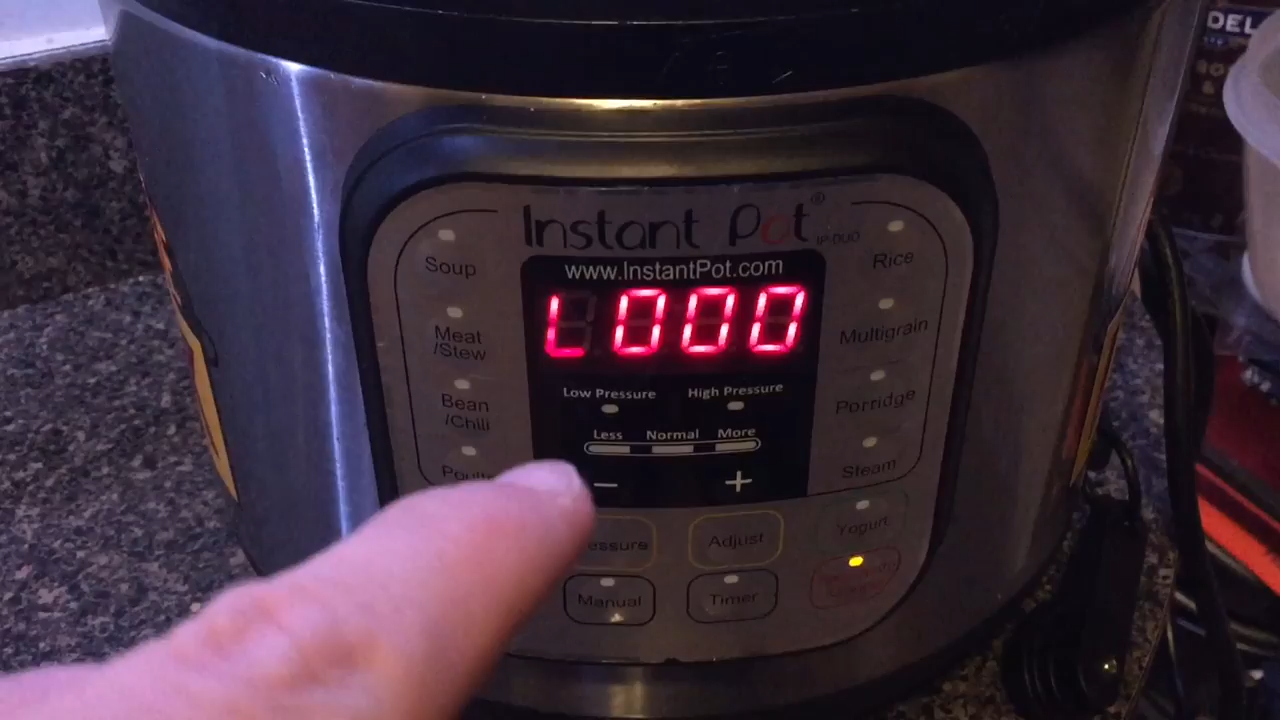 DEL
Instant Pot®
IP-DUO
www.InstantPot.com
L000
Soup
Meat
/Stew
Bean
/Chili
Low Pressure High Pressure
Less Normal More
− +
Rice
Multigrain
Porridge
Steam
Adjust
Yogurt
Manual
Timer